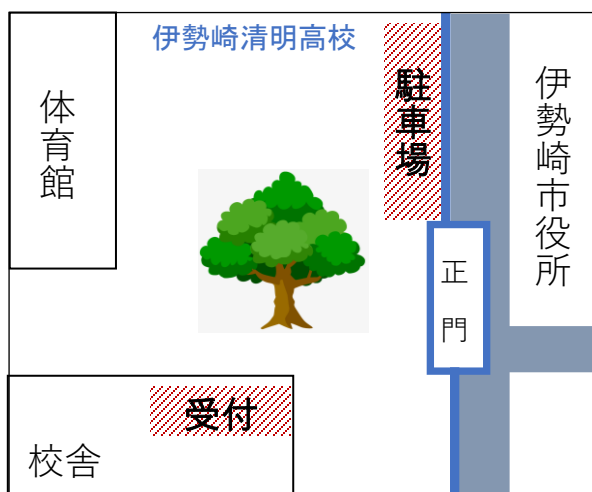 伊勢崎清明高校
体育館
駐車場
伊勢崎市役所
正門
受付
校舎